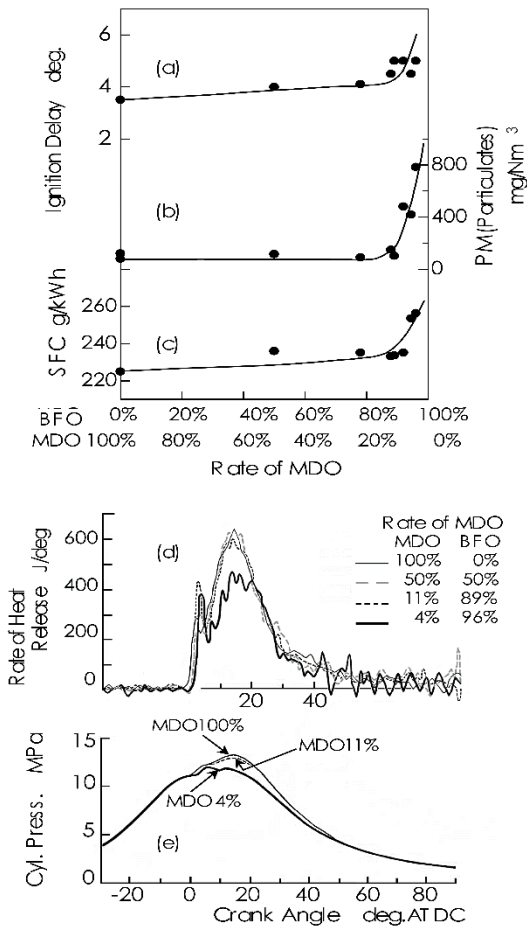 6
4
2
Ignition Delay deg.
(a)
800
400
0
PM(Particulates)
mg/Nm3
(b)
260
240
220
SFC g/kWh
(c)
0% 20% 40% 60% 80% 100%
BFO
MDO 100% 80% 60% 40% 20% 0%
Rate of MDO
600
400
200
0
Rate of Heat
Release J/deg
(d)
Rate of MDO
MDO BFO
100% 0%
50% 50%
11% 89%
4% 96%
20 40
15
10
5
0
Cyl. Press. MPa
MDO100%
MDO11%
MDO 4%
(e)
-20 0 20 40 60 80
Crank Angle deg.ATDC